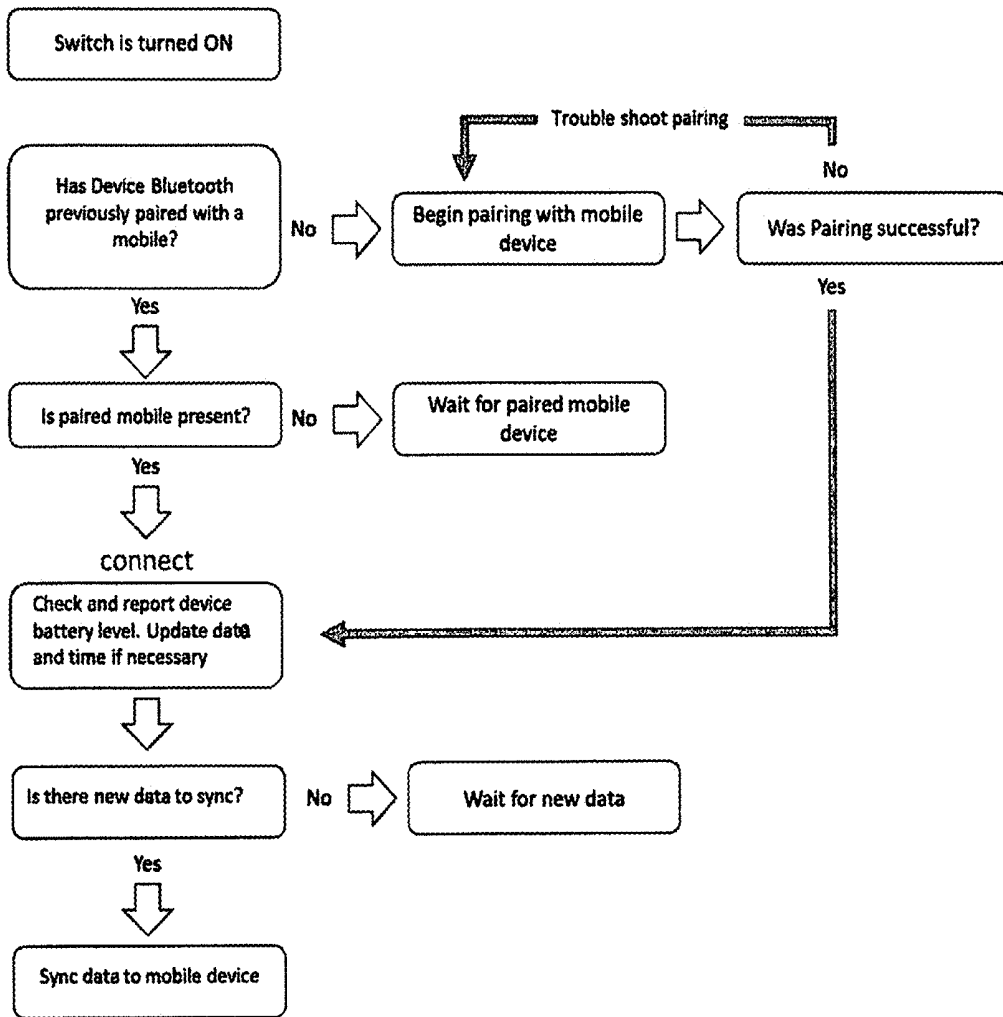 Switch is turned ON
Trouble shoot pairing
No
Has Device Bluetooth
previously paired with a
mobile?
No
Begin pairing with mobile
device
Was Pairing successful?
Yes
Yes
Is paired mobile present?
No
Wait for paired mobile
device
Yes
connect
Check and report device
battery level. Update date
and time if necessary
Is there new data to sync?
No
Wait for new data
Yes
Sync data to mobile device